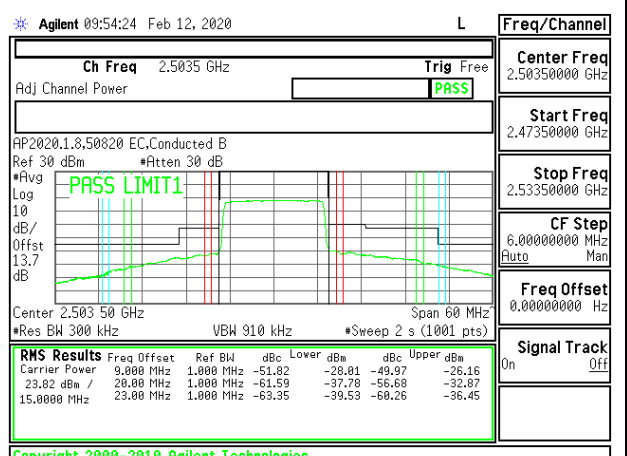 Agilent 09:54:24 Feb 12, 2020 L
Freq/Channel
Ch Freq 2.5035 GHz Trig Free
Adj Channel Power PASS
AP2020.1.8,50820 EC,Conducted B
Ref 30 dBm #Atten 30 dB
#Avg
Log
10
dB/
Offst
13.7
dB
PASS LIMIT1
Center 2.503 50 GHz Span 60 MHz
#Res BW 300 kHz VBW 910 kHz #Sweep 2 s (1001 pts)
RMS Results Freq Offset Ref BW dBc Lower dBm dBc Upper dBm
Carrier Power 9.000 MHz 1.000 MHz -51.82 -28.01 -49.97 -26.16
23.82 dBm / 20.00 MHz 1.000 MHz -61.59 -37.78 -56.68 -32.87
15.0000 MHz 23.00 MHz 1.000 MHz -63.35 -39.53 -60.26 -36.45
Center Freq
2.50350000 GHz
Start Freq
2.47350000 GHz
Stop Freq
2.53350000 GHz
CF Step
6.00000000 MHz
Auto Man
Freq Offset
0.00000000 Hz
Signal Track
On Off
Copyright 2000-2010 Agilent Technologies